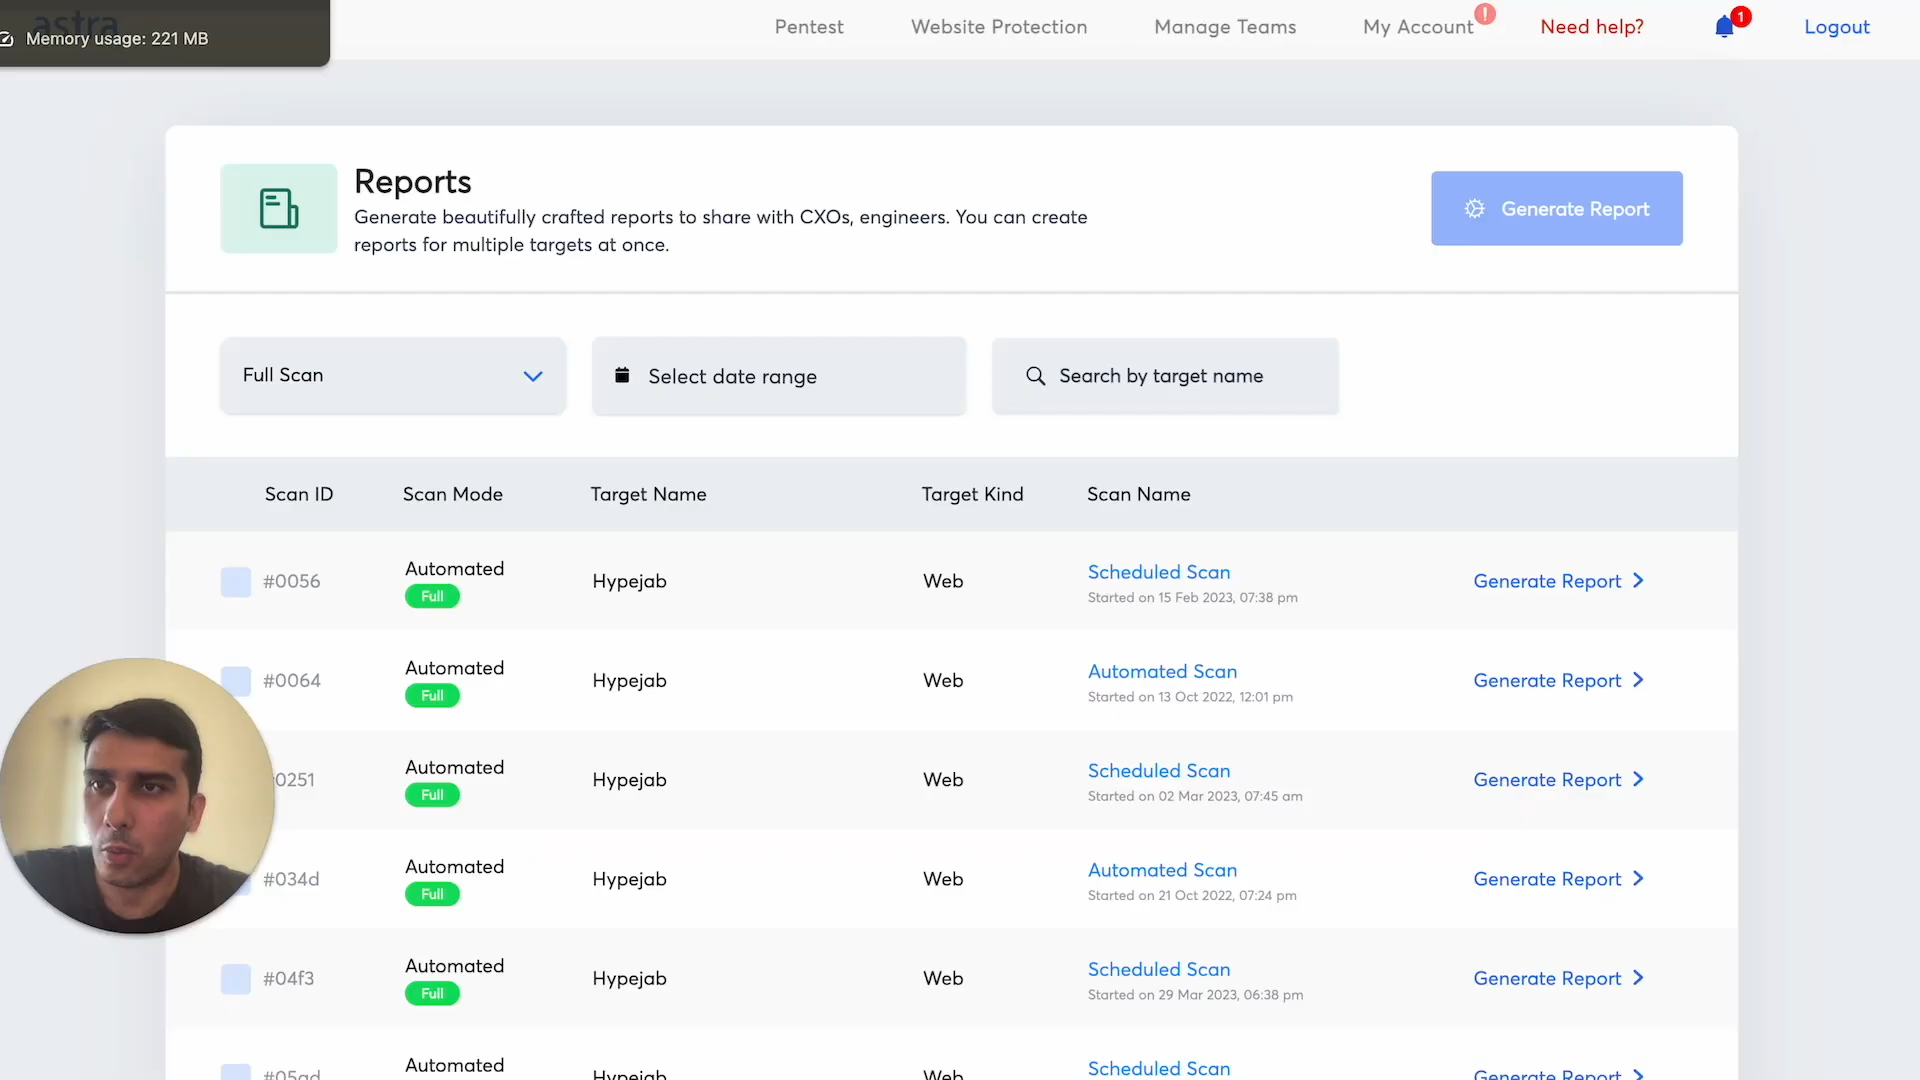 astra
Memory usage: 221 MB
Pentest
Website Protection
Manage Teams
My Account
!
Need help?
1
Logout
Reports
Generate beautifully crafted reports to share with CXOs, engineers. You can create
reports for multiple targets at once.
Generate Report
Full Scan
Select date range
Search by target name
Scan ID Scan Mode Target Name Target Kind Scan Name
#0056 Automated Full Hypejab Web Scheduled Scan Generate Report
Started on 15 Feb 2023, 07:38 pm
#0064 Automated Full Hypejab Web Automated Scan Generate Report
Started on 13 Oct 2022, 12:01 pm
0251 Automated Full Hypejab Web Scheduled Scan Generate Report
Started on 02 Mar 2023, 07:45 am
#034d Automated Full Hypejab Web Automated Scan Generate Report
Started on 21 Oct 2022, 07:24 pm
#04f3 Automated Full Hypejab Web Scheduled Scan Generate Report
Started on 29 Mar 2023, 06:38 pm
#05ad Automated Hypejab Web Scheduled Scan Generate Report